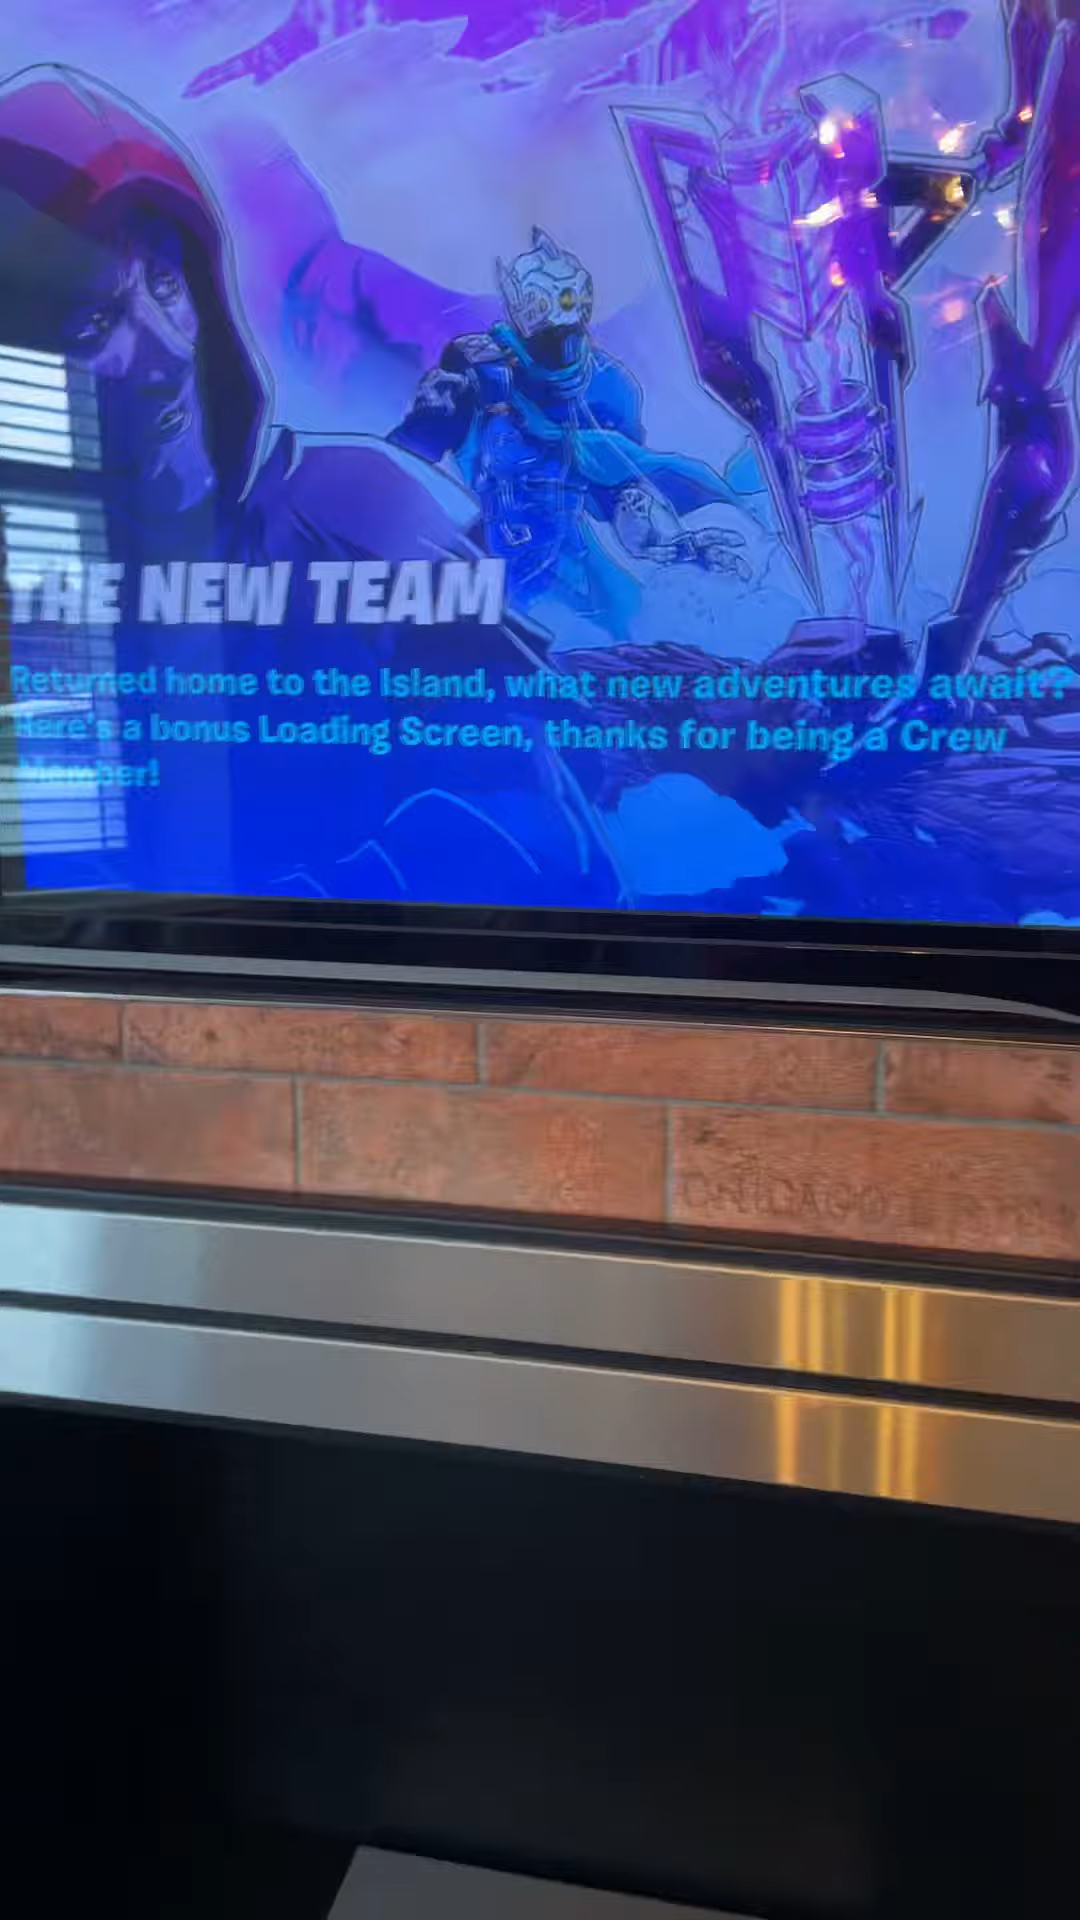 THE NEW TEAM
Returned home to the Island, what new adventures await?
Here's a bonus Loading Screen, thanks for being a Crew
Member!
CHICAGO